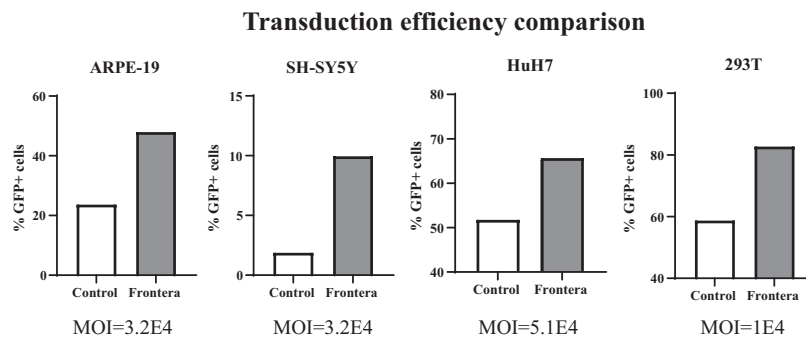 Transduction efficiency comparison
ARPE-19
% GFP+ cells
60
40
20
0
Control Frontera
MOI=3.2E4
SH-SY5Y
% GFP+ cells
15
10
5
0
Control Frontera
MOI=3.2E4
HuH7
% GFP+ cells
80
70
60
50
40
Control Frontera
MOI=5.1E4
293T
% GFP+ cells
100
80
60
40
Control Frontera
MOI=1E4